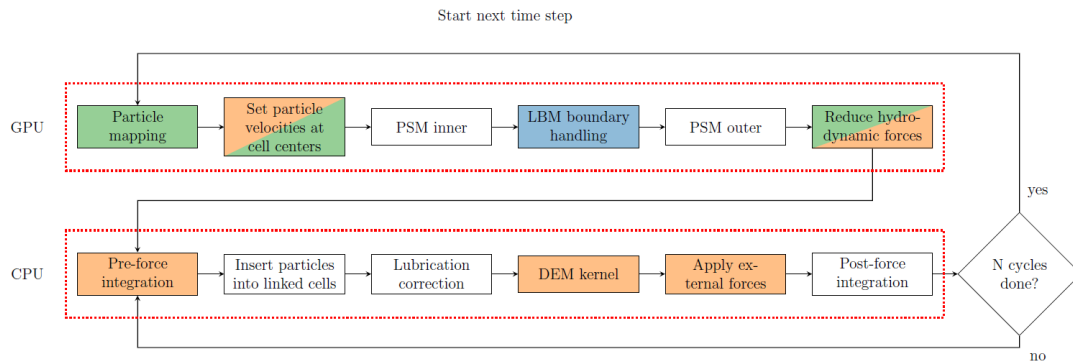 Start next time step
GPU
Particle
mapping
Set particle
velocities at
cell centers
PSM inner
LBM boundary
handling
PSM outer
Reduce hydro-
dynamic forces
yes
CPU
Pre-force
integration
Insert particles
into linked cells
Lubrication
correction
DEM kernel
Apply ex-
ternal forces
Post-force
integration
N cycles
done?
no